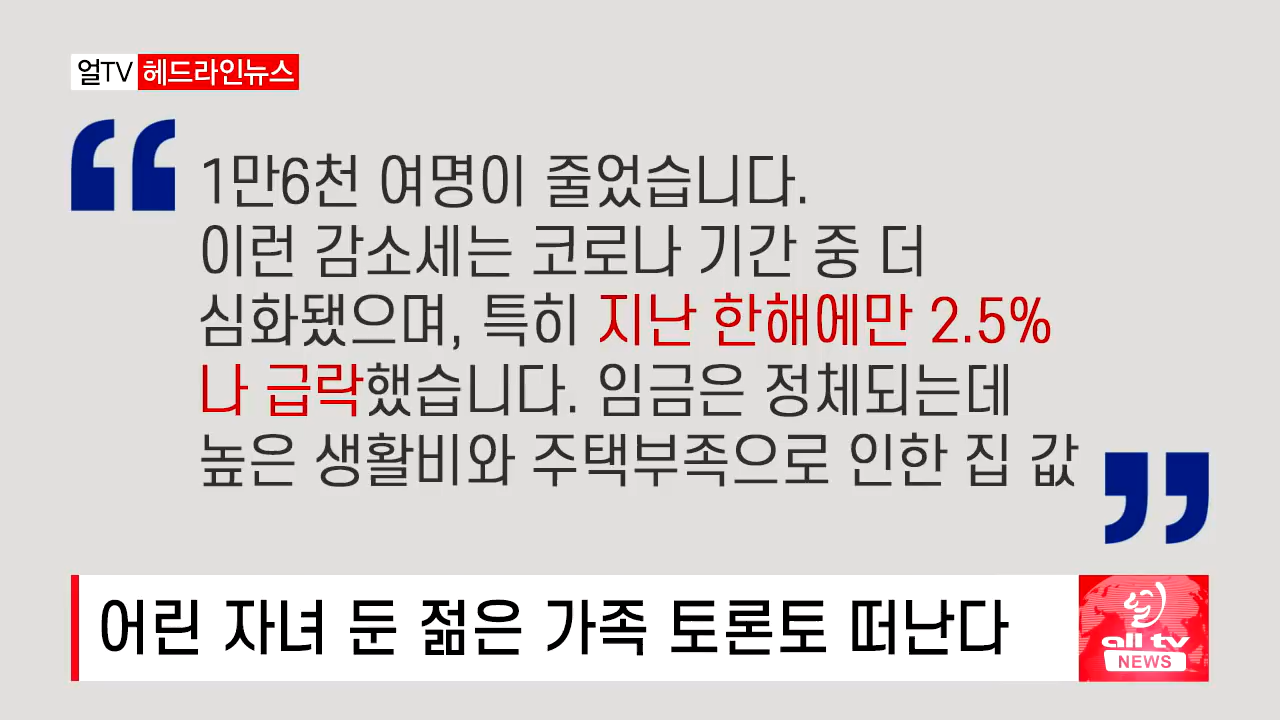 얼TV 헤드라인뉴스
1만6천 여명이 줄었습니다.
이런 감소세는 코로나 기간 중 더
심화됐으며, 특히 지난 한해에만 2.5%
나 급락했습니다. 임금은 정체되는데
높은 생활비와 주택부족으로 인한 집 값
어린 자녀 둔 젊은 가족 토론토 떠난다
all tv
NEWS